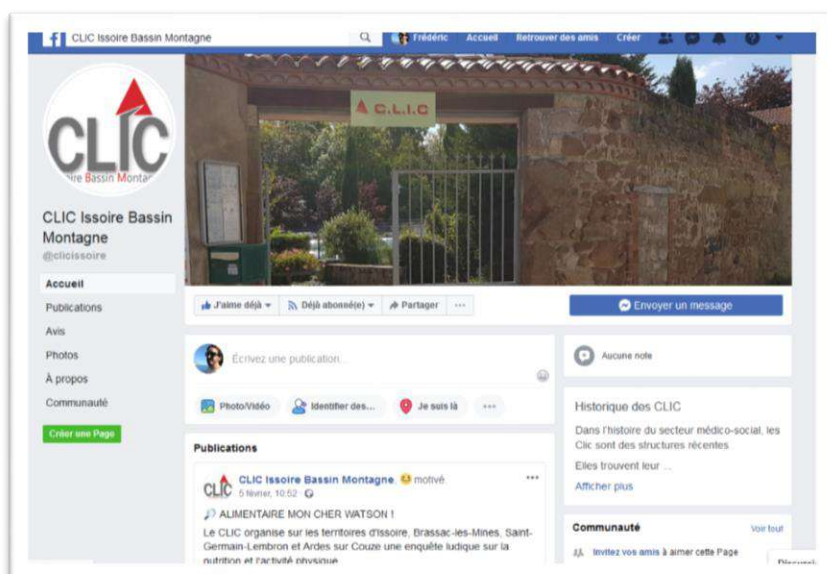 CLIC Issoire Bassin Montagne
Frédéric Accueil Retrouver des amis Créer
C.L.I.C
CLIC
Bassin
CLIC Issoire Bassin
Montagne
@clicissoire
Accueil
Publications
Avis
Photos
À propos
Communauté
Créer une Page
J'aime déjà
Déjà abonné(e)
Partager
Envoyer un message
Écrivez une publication...
Photo/Vidéo
Identifier des...
Je suis là
Publications
CLIC
CLIC Issoire Bassin Montagne, motivé.
5 février, 10:52 ·
ALIMENTAIRE MON CHER WATSON !
Le CLIC organise sur les territoires d'Issoire, Brassac-les-Mines, Saint-
Germain-Lembron et Ardes sur Couze une enquête ludique sur la
nutrition et l'activité physique
Aucune note
Historique des CLIC
Dans l'histoire du secteur médico-social, les
Clic sont des structures récentes
Elles trouvent leur ...
Afficher plus
Communauté
Voir tout
Invitez vos amis à aimer cette Page